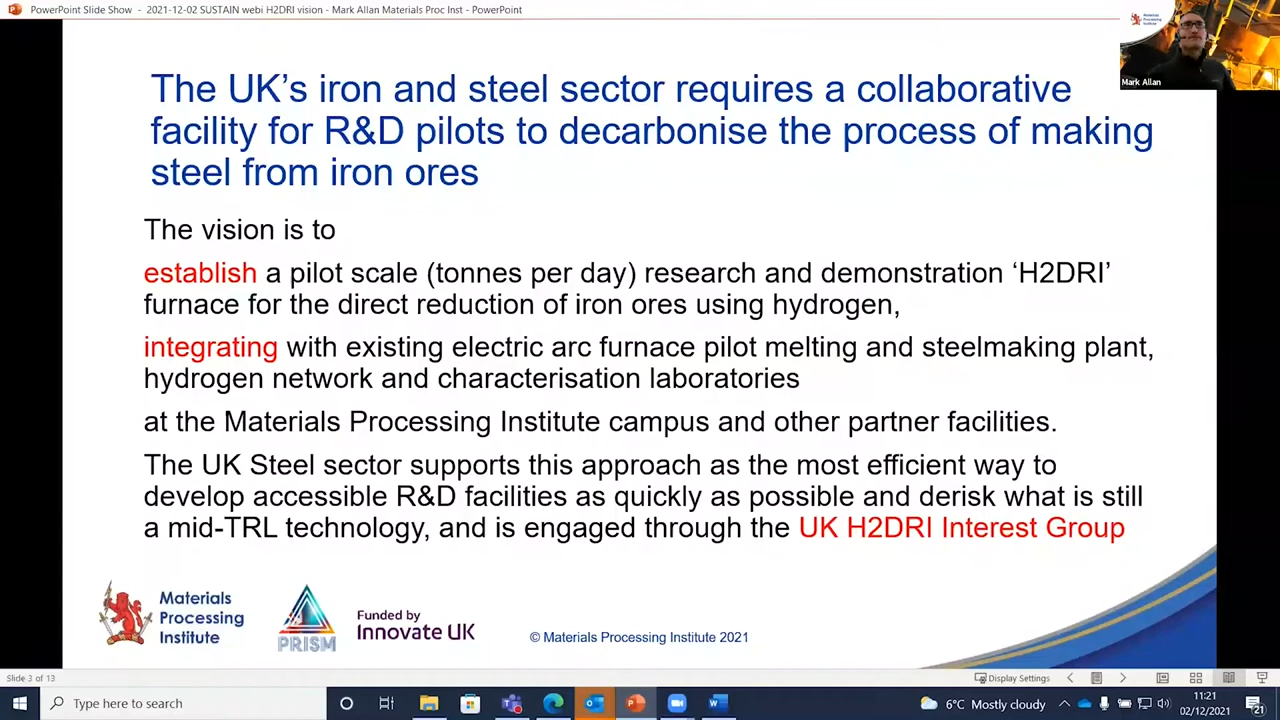 PowerPoint Slide Show - 2021-12-02 SUSTAIN webi H2DRI vision - Mark Allan Materials Proc Inst - PowerPoint
Mark Allan
The UK's iron and steel sector requires a collaborative
facility for R&D pilots to decarbonise the process of making
steel from iron ores
The vision is to
establish a pilot scale (tonnes per day) research and demonstration ‘H2DRI’
furnace for the direct reduction of iron ores using hydrogen,
integrating with existing electric arc furnace pilot melting and steelmaking plant,
hydrogen network and characterisation laboratories
at the Materials Processing Institute campus and other partner facilities.
The UK Steel sector supports this approach as the most efficient way to
develop accessible R&D facilities as quickly as possible and derisk what is still
a mid-TRL technology, and is engaged through the UK H2DRI Interest Group
Materials
Processing
Institute
PRISM
Funded by
Innovate UK
© Materials Processing Institute 2021
Slide 3 of 13
Display Settings
Type here to search
6°C Mostly cloudy
11:21
02/12/2021
21